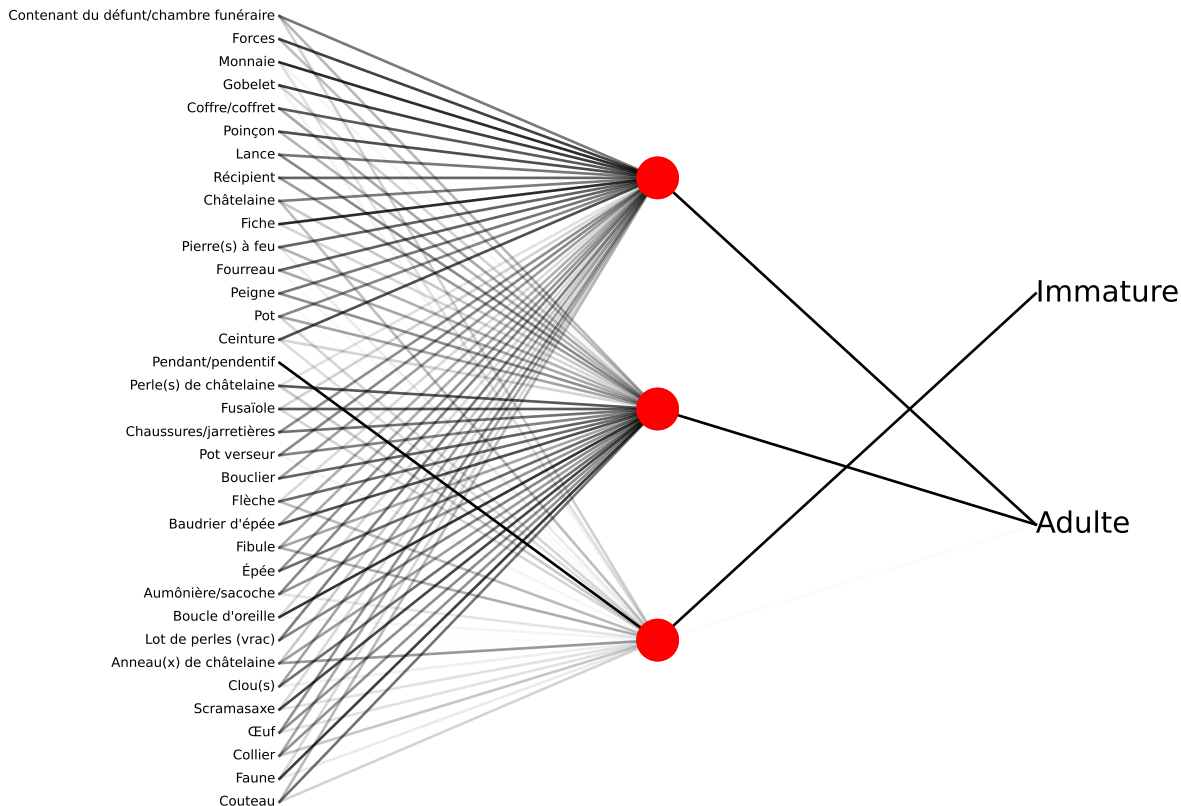 Contenant du défunt/chambre funéraire
Forces
Monnaie
Gobelet
Coffre/coffret
Poinçon
Lance
Récipient
Châtelaine
Fiche
Pierre(s) à feu
Fourreau
Peigne
Pot
Ceinture
Pendant/pendentif
Perle(s) de châtelaine
Fusaïole
Chaussures/jarretières
Pot verseur
Bouclier
Flèche
Baudrier d'épée
Fibule
Épée
Aumônière/sacoche
Boucle d'oreille
Lot de perles (vrac)
Anneau(x) de châtelaine
Clou(s)
Scramasaxe
Œuf
Collier
Faune
Couteau
Immature
Adulte